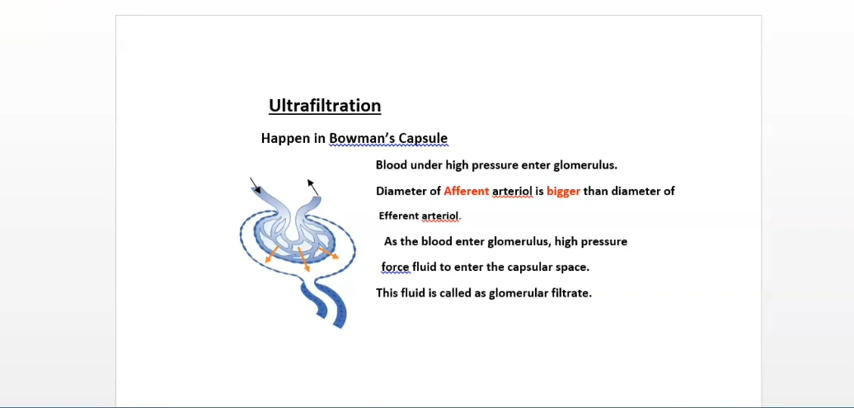 Ultrafiltration
Happen in Bowman's Capsule
Blood under high pressure enter glomerulus.
Diameter of Afferent arteriol is bigger than diameter of
Efferent arteriol.
As the blood enter glomerulus, high pressure
force fluid to enter the capsular space.
This fluid is called as glomerular filtrate.